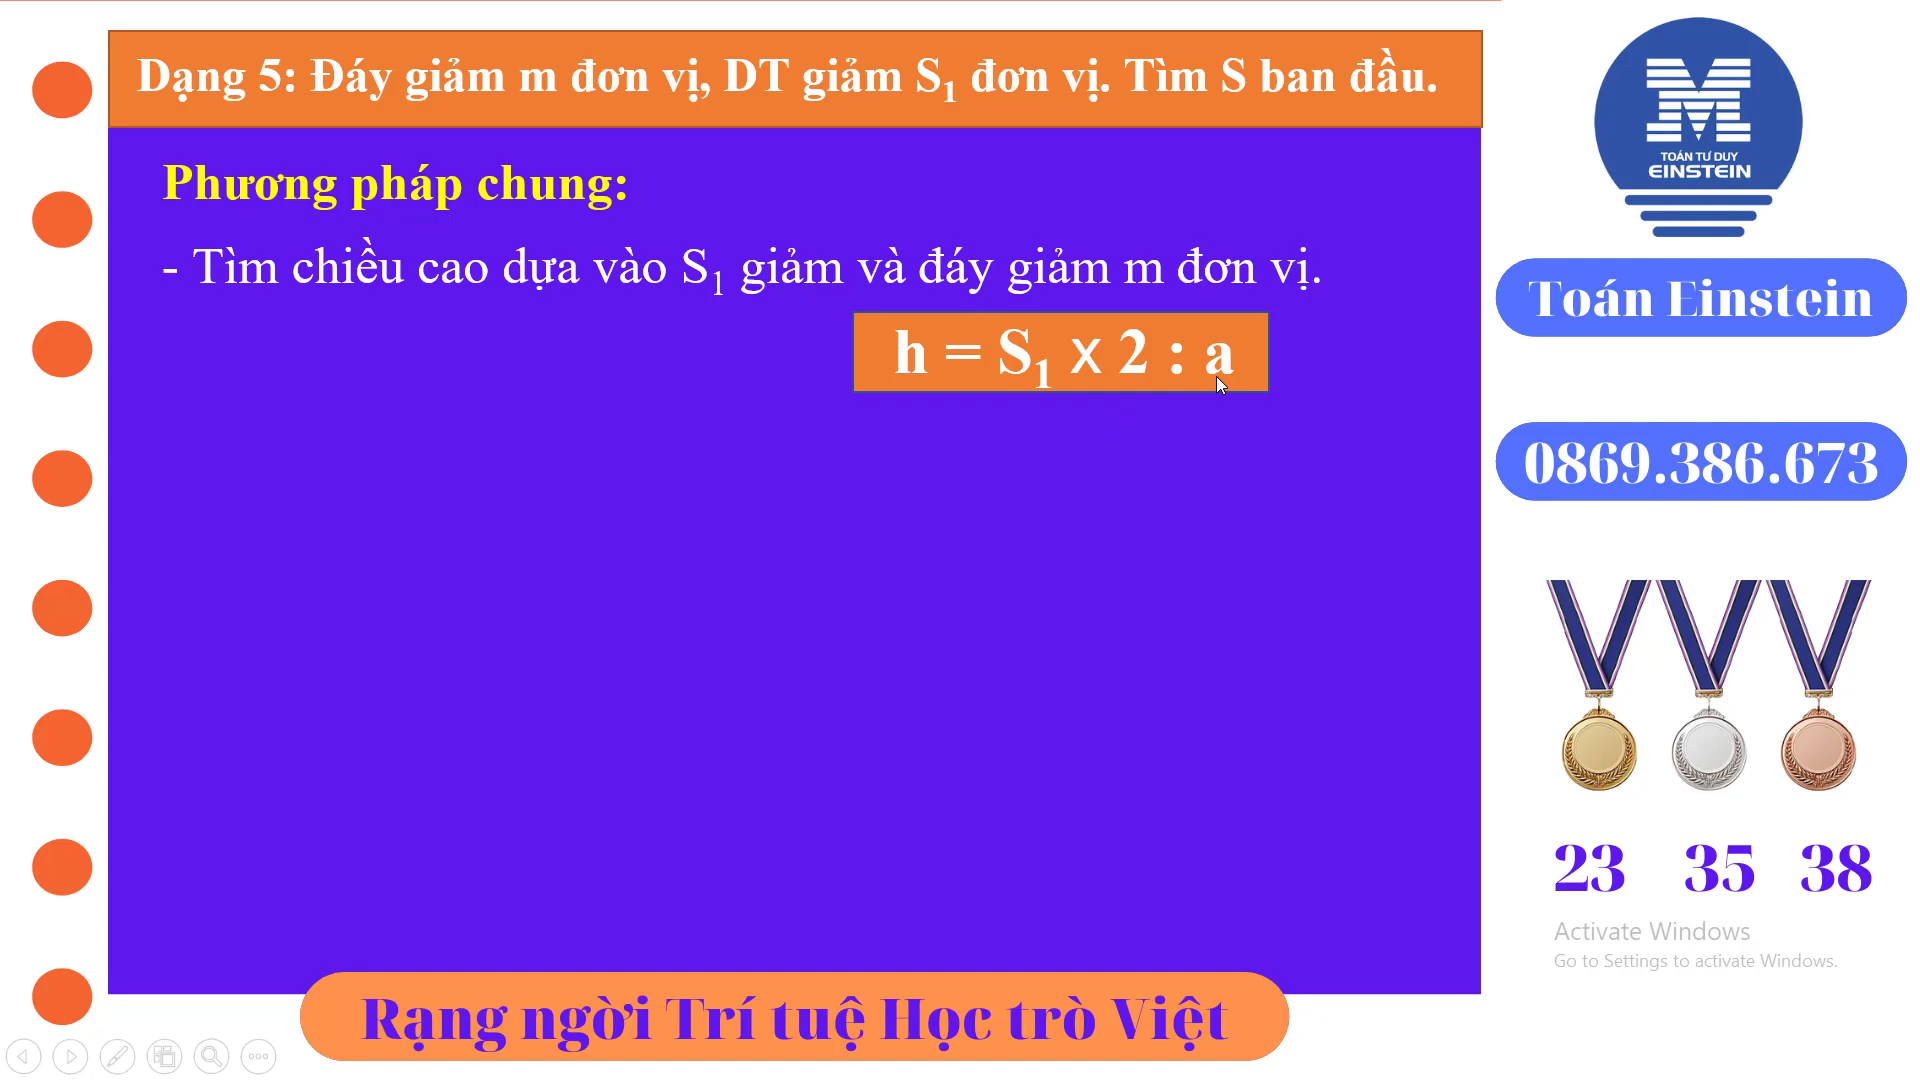 Dạng 5: Đáy giảm m đơn vị, DT giảm S₁ đơn vị. Tìm S ban đầu.
Phương pháp chung:
- Tìm chiều cao dựa vào S₁ giảm và đáy giảm m đơn vị.
h = S₁ x 2 : a
M
TOÁN TƯ DUY
EINSTEIN
Toán Einstein
0869.386.673
23 35 38
Activate Windows
Go to Settings to activate Windows.
Rạng ngời Trí tuệ Học trò Việt